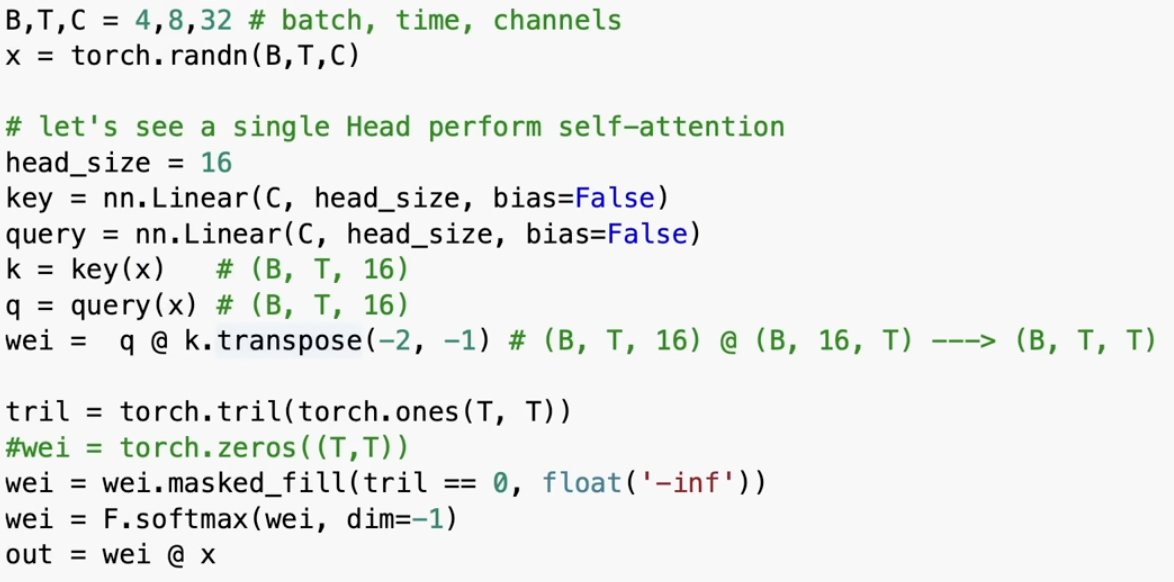 B,T,C = 4,8,32 # batch, time, channels
x = torch.randn(B,T,C)

# let's see a single Head perform self-attention
head_size = 16
key = nn.Linear(C, head_size, bias=False)
query = nn.Linear(C, head_size, bias=False)
k = key(x)   # (B, T, 16)
q = query(x) # (B, T, 16)
wei =  q @ k.transpose(-2, -1) # (B, T, 16) @ (B, 16, T) ---> (B, T, T)

tril = torch.tril(torch.ones(T, T))
#wei = torch.zeros((T,T))
wei = wei.masked_fill(tril == 0, float('-inf'))
wei = F.softmax(wei, dim=-1)
out = wei @ x